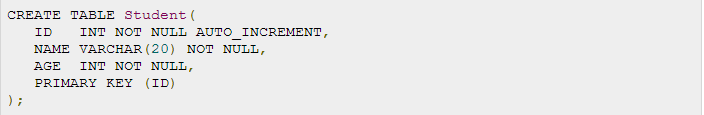 CREATE TABLE Student(
   ID   INT NOT NULL AUTO_INCREMENT,
   NAME VARCHAR(20) NOT NULL,
   AGE  INT NOT NULL,
   PRIMARY KEY (ID)
);